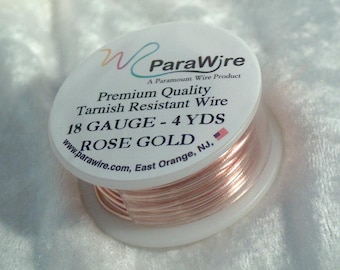 ParaWire
A Paramount Wire Product
Premium Quality
Tarnish Resistant Wire
18 GAUGE - 4 YDS
ROSE GOLD
www.parawire.com, East Orange, NJ,